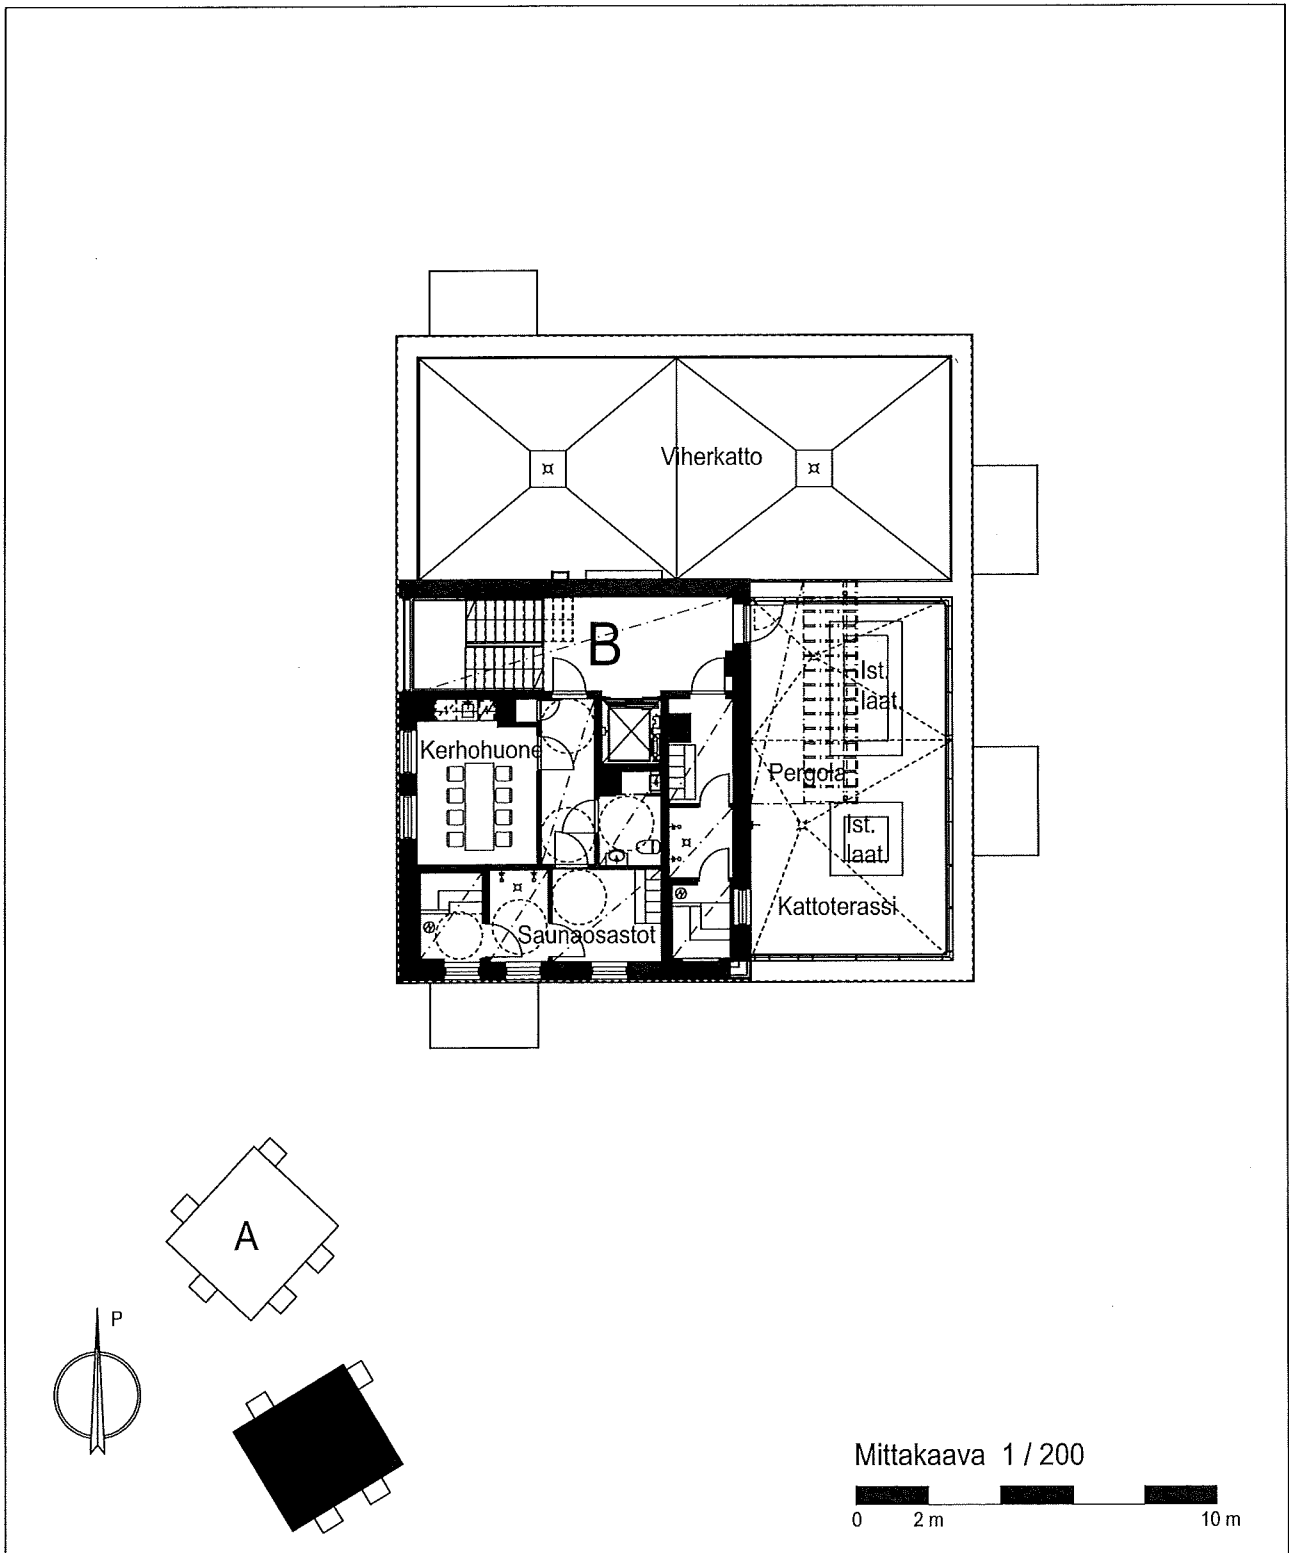 Viherkatto
B
Ist.
laat.
Kerhohuone
Pergola
Ist.
laat.
Kattoterassi
Saunaosastot
A
P
Mittakaava 1 / 200
0 2 m 10 m